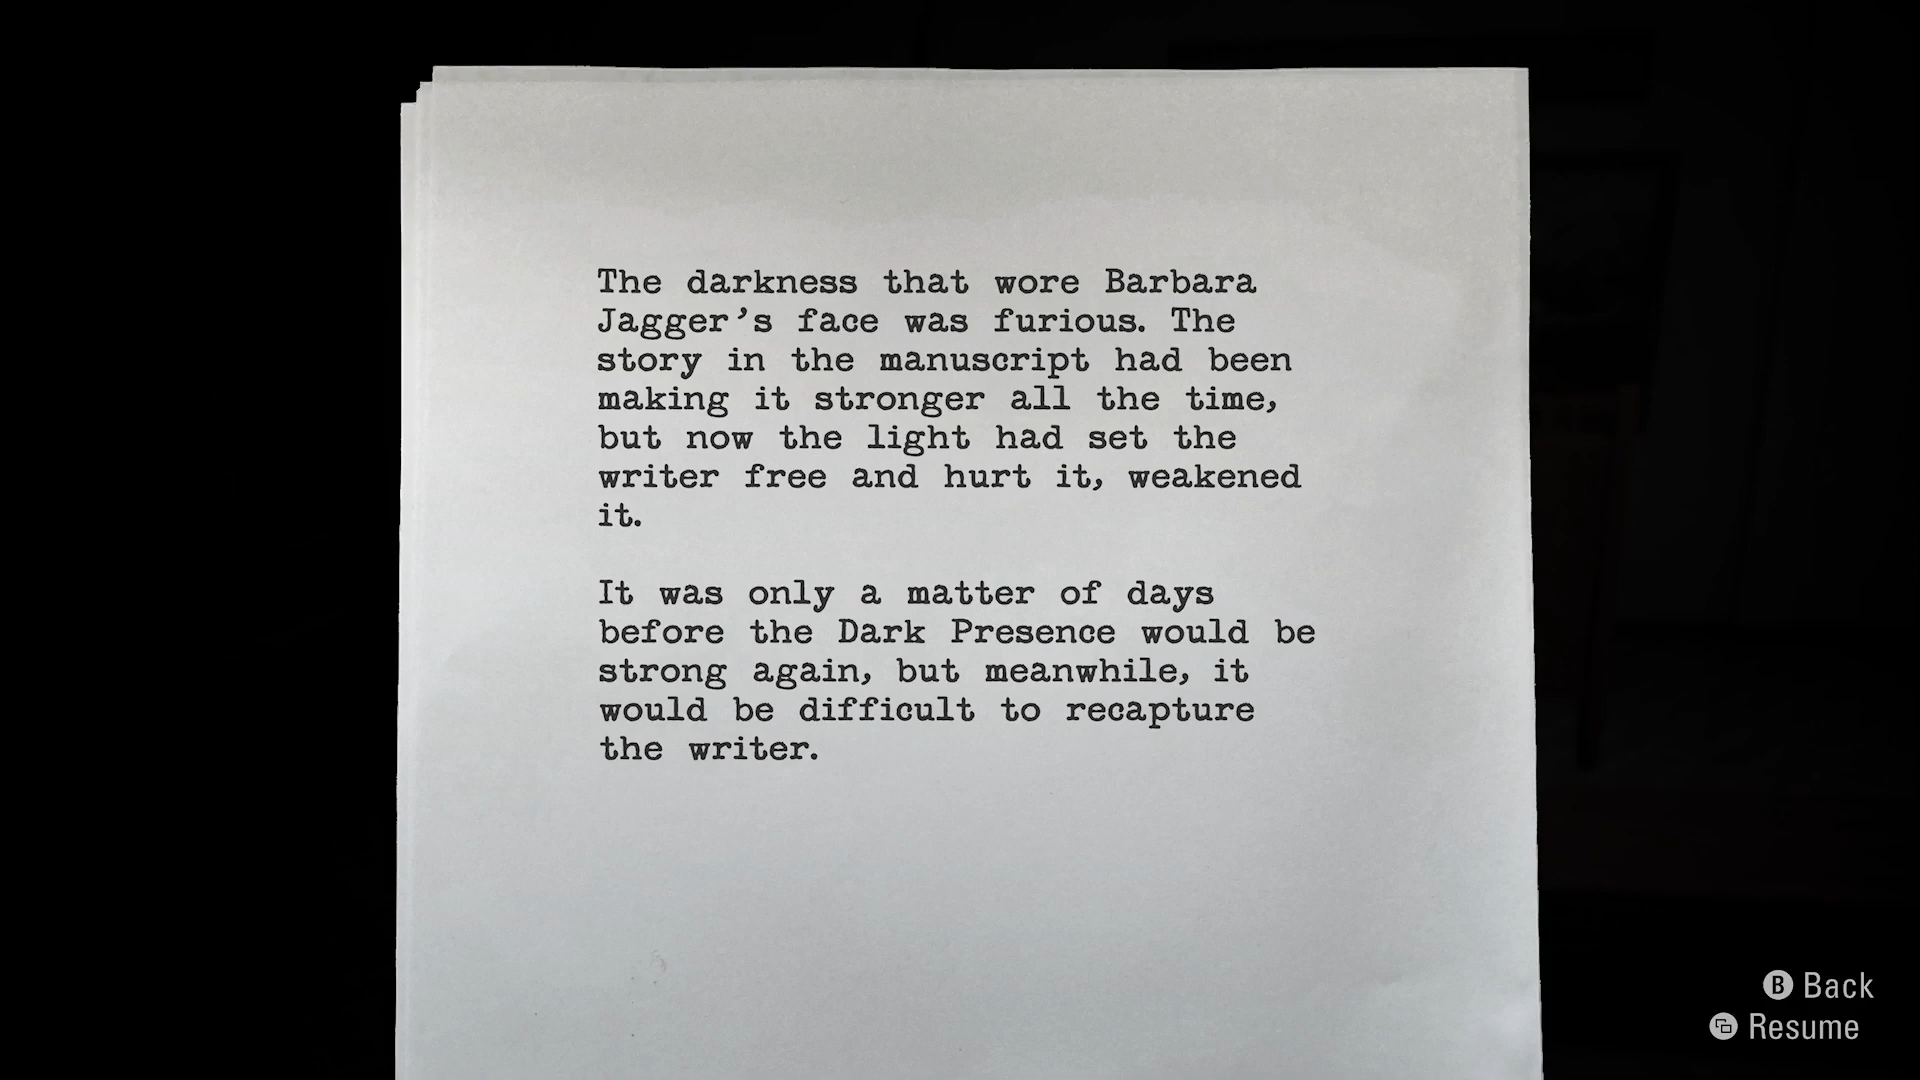 The darkness that wore Barbara
Jagger’s face was furious. The
story in the manuscript had been
making it stronger all the time,
but now the light had set the
writer free and hurt it, weakened
it.
It was only a matter of days
before the Dark Presence would be
strong again, but meanwhile, it
would be difficult to recapture
the writer.
B Back
Resume